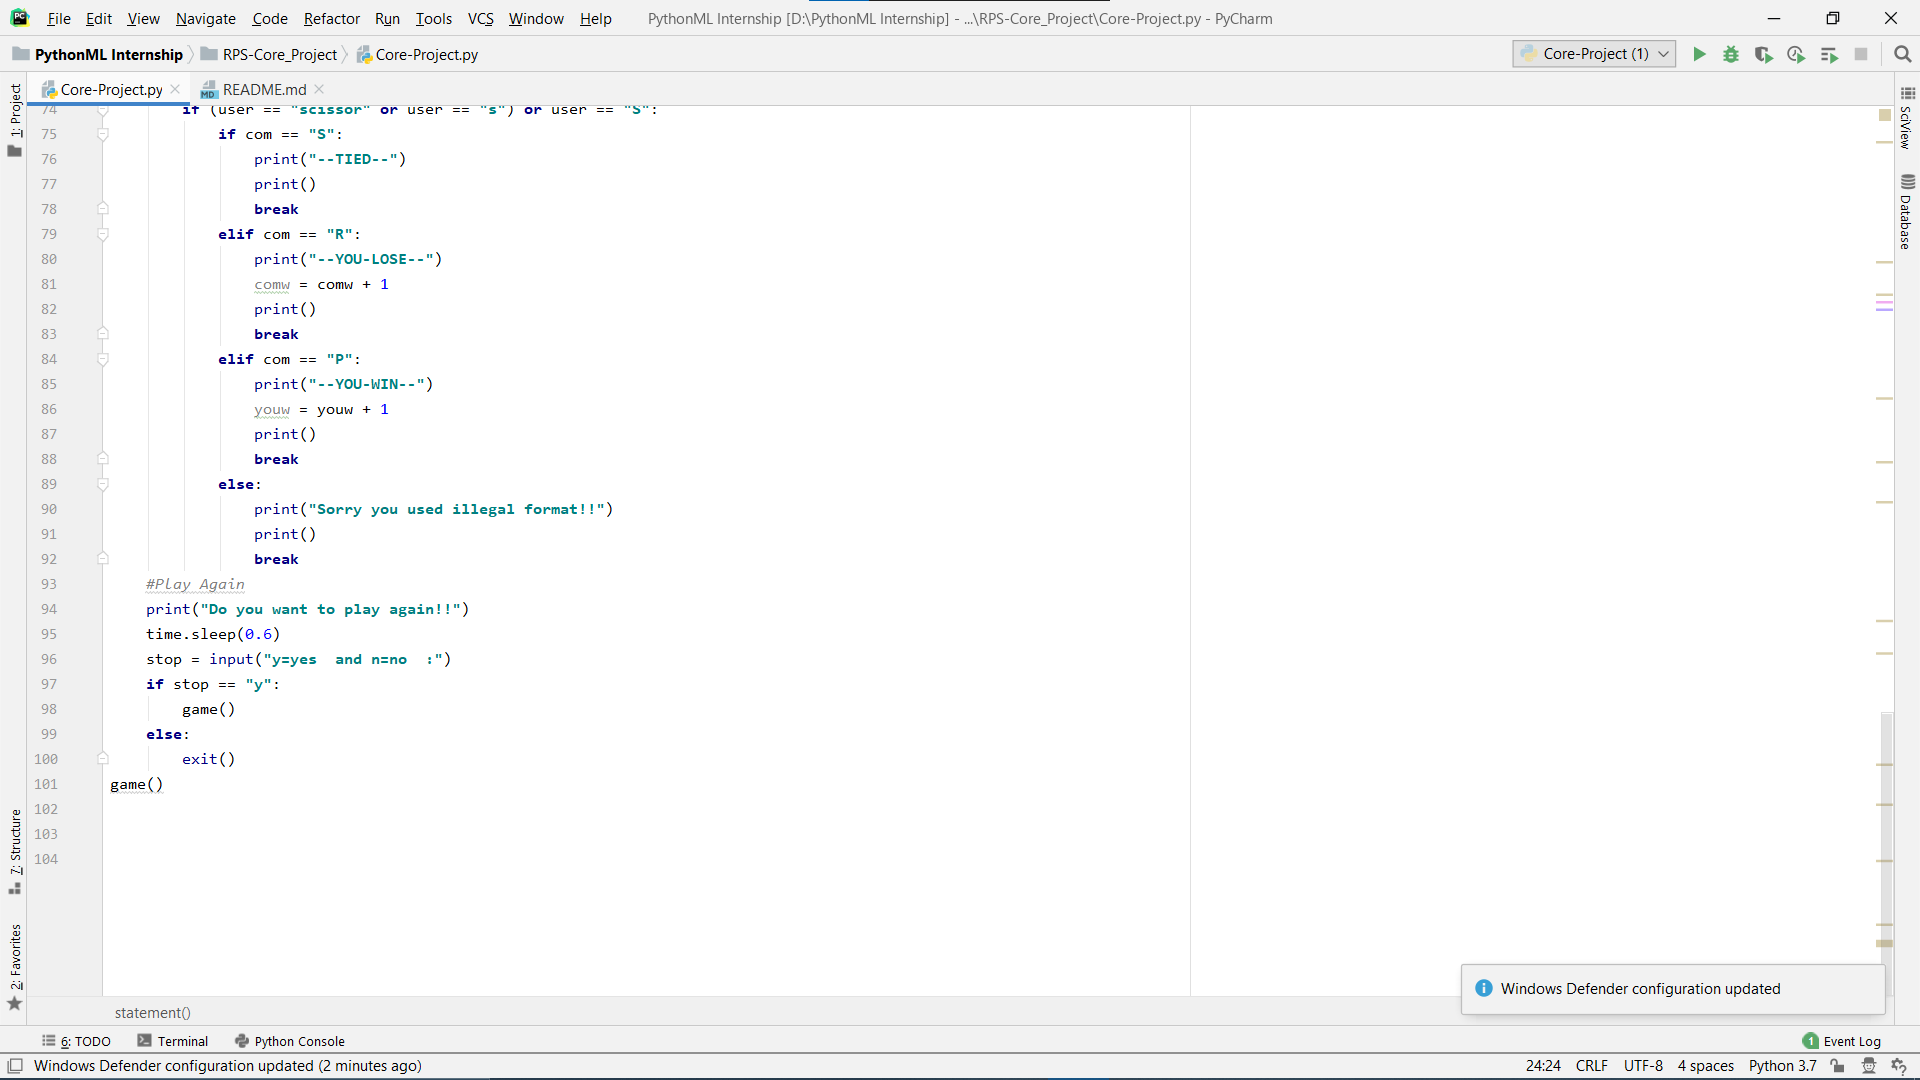 File Edit View Navigate Code Refactor Run Tools VCS Window Help PythonML Internship [D:\PythonML Internship] - ...\RPS-Core_Project\Core-Project.py - PyCharm
PythonML Internship RPS-Core_Project Core-Project.py Core-Project (1)
Core-Project.py README.md
1: Project
SciView
Database
74 if (user == "scissor" or user == "s") or user == "S":
75 if com == "S":
76 print("--TIED--")
77 print()
78 break
79 elif com == "R":
80 print("--YOU-LOSE--")
81 comw = comw + 1
82 print()
83 break
84 elif com == "P":
85 print("--YOU-WIN--")
86 youw = youw + 1
87 print()
88 break
89 else:
90 print("Sorry you used illegal format!!")
91 print()
92 break
93 #Play Again
94 print("Do you want to play again!!")
95 time.sleep(0.6)
96 stop = input("y=yes  and n=no  :")
97 if stop == "y":
98 game()
99 else:
100 exit()
101 game()
102
103
104
7: Structure
2: Favorites
Windows Defender configuration updated
statement()
6: TODO Terminal Python Console 1 Event Log
Windows Defender configuration updated (2 minutes ago) 24:24 CRLF UTF-8 4 spaces Python 3.7